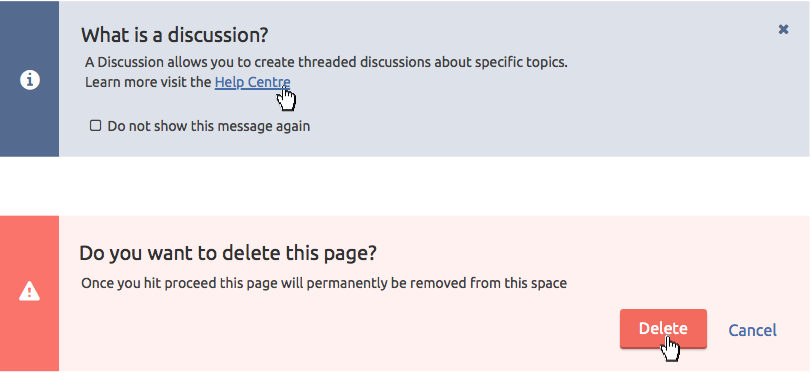 What is a discussion?
A Discussion allows you to create threaded discussions about specific topics.
Learn more visit the Help Centre
Do not show this message again
Do you want to delete this page?
Once you hit proceed this page will permanently be removed from this space
Delete
Cancel